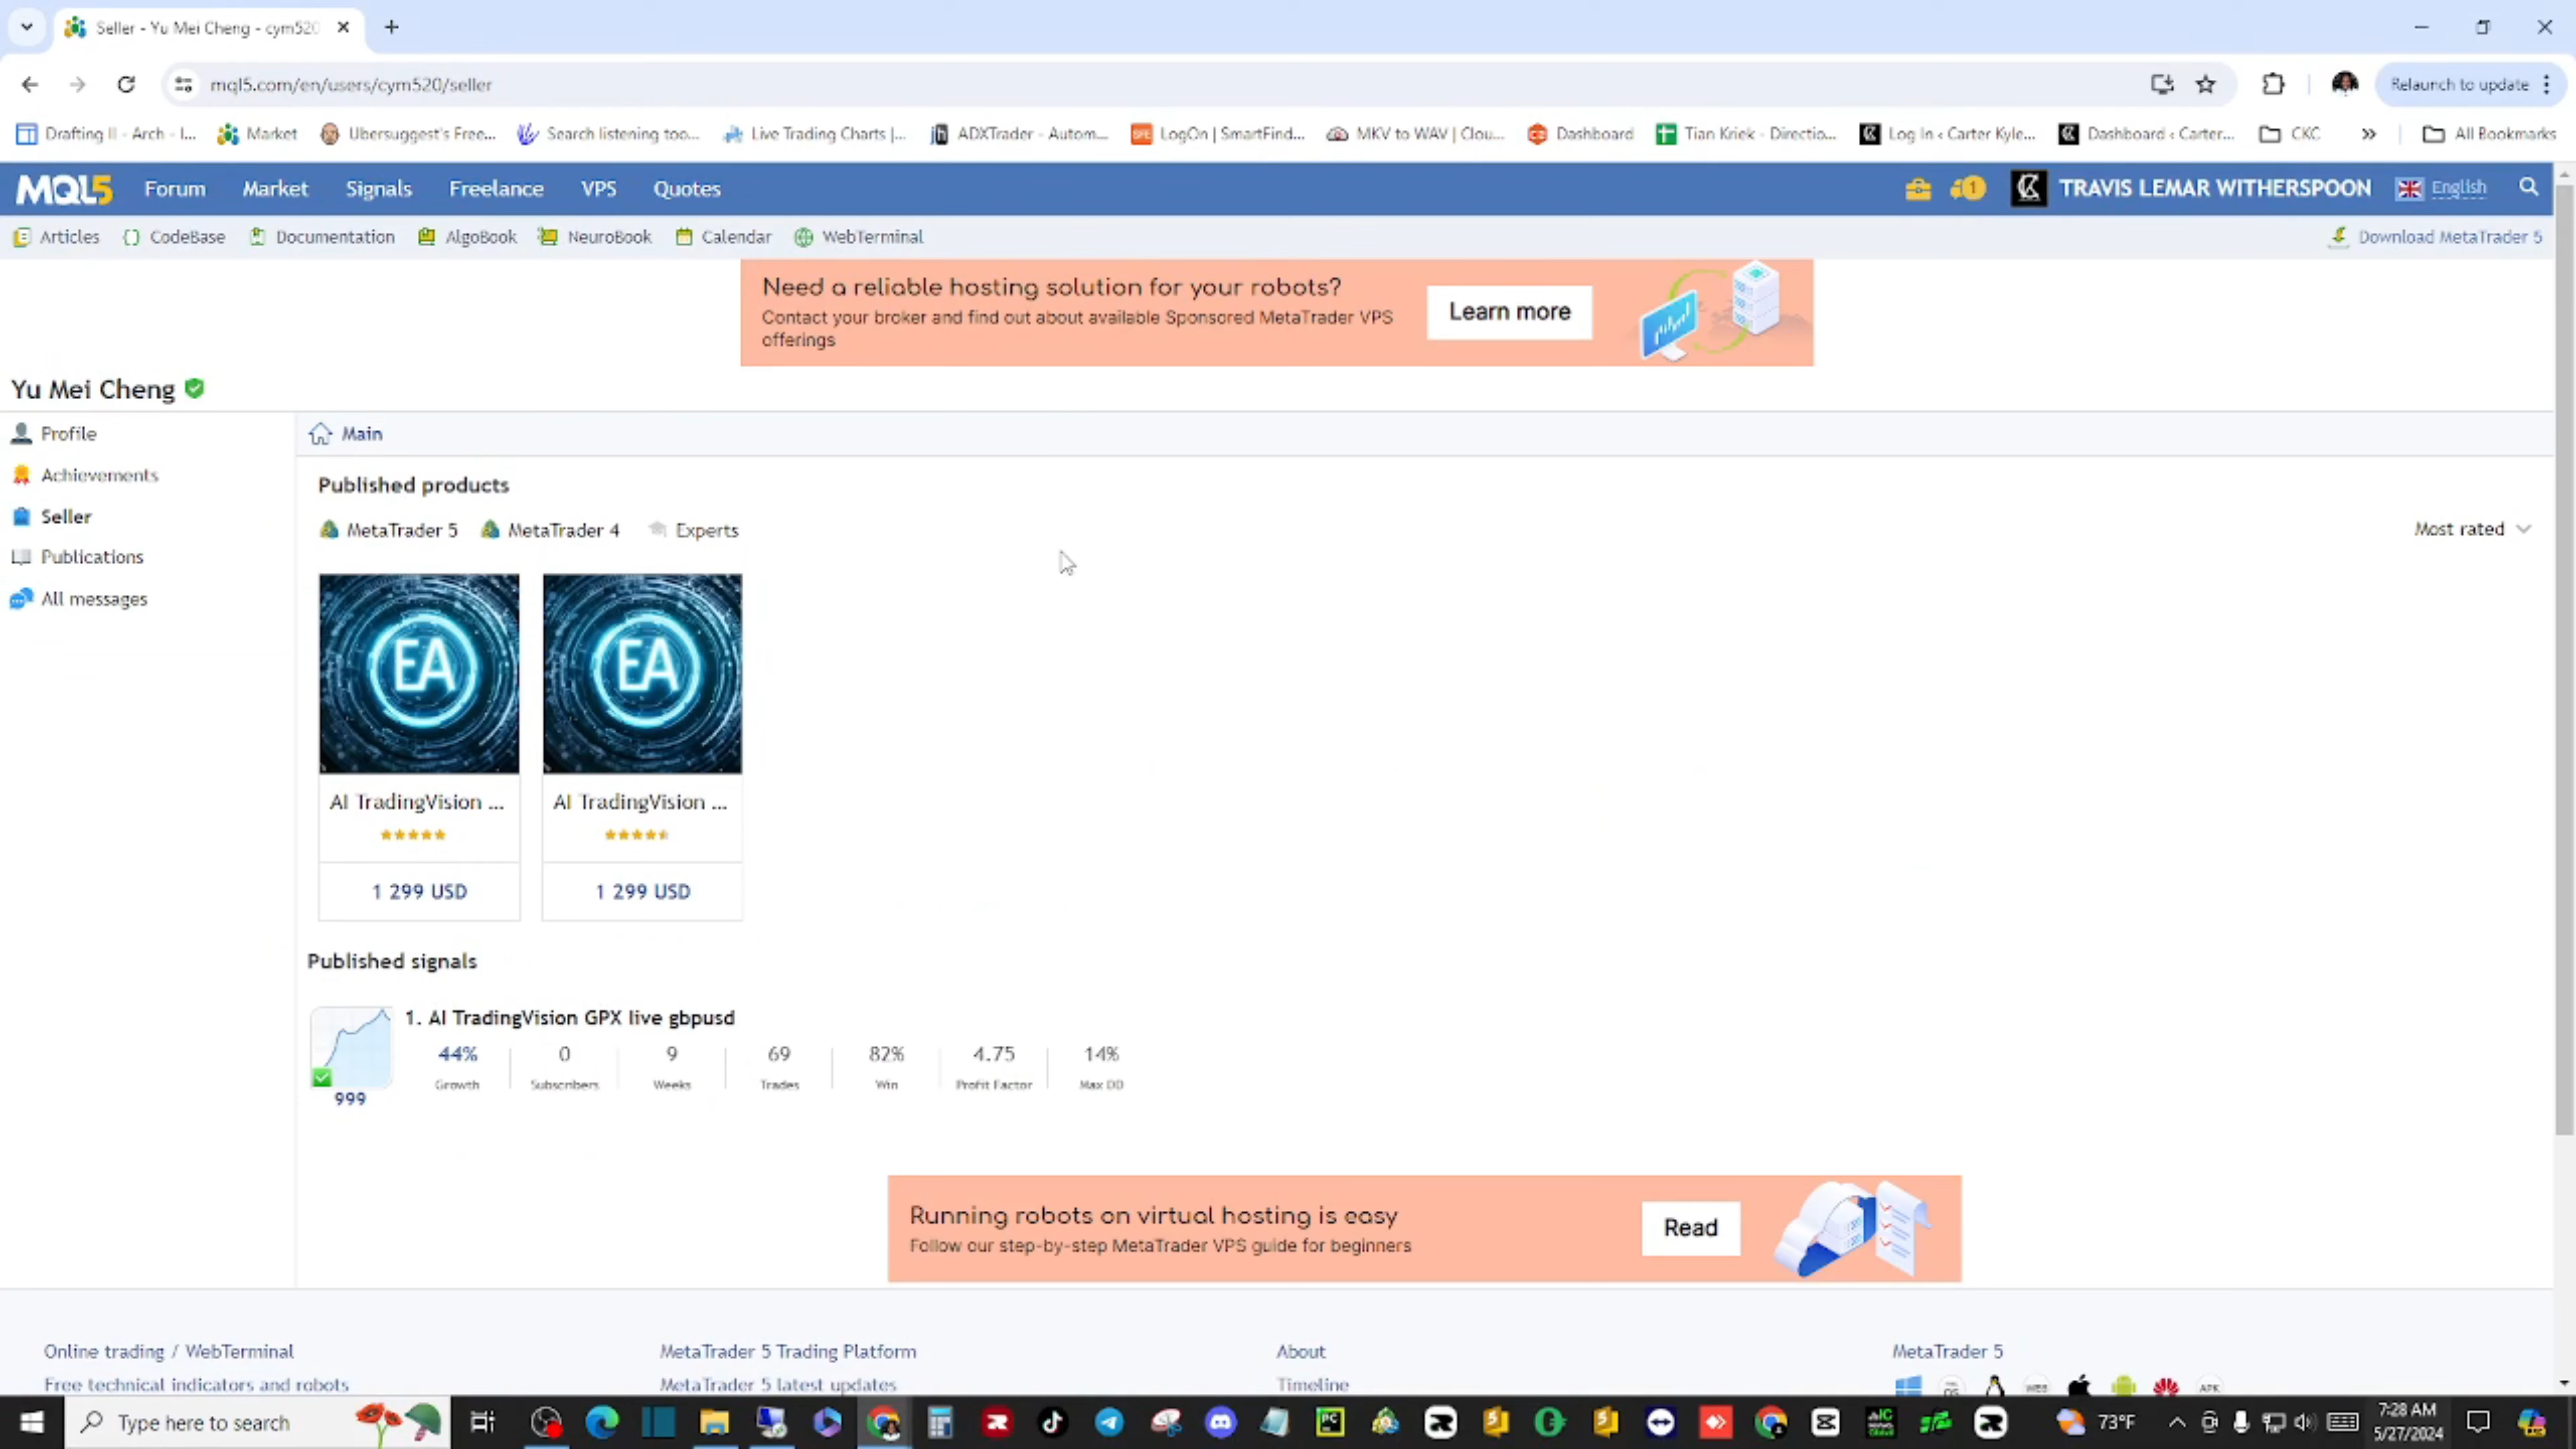 Seller - Yu Mei Cheng - cym520
mql5.com/en/users/cym520/seller
Relaunch to update
Drafting II - Arch - I...
Market
Ubersuggest's Free...
Search listening too...
Live Trading Charts |...
ADXTrader - Autom...
LogOn | SmartFind...
MKV to WAV | Clou...
Dashboard
Tian Kriek - Directio...
Log In ‹ Carter Kyle...
Dashboard ‹ Carter...
CKC
»
All Bookmarks
MQL5
Forum
Market
Signals
Freelance
VPS
Quotes
1
TRAVIS LEMAR WITHERSPOON
English
Articles
CodeBase
Documentation
AlgoBook
NeuroBook
Calendar
WebTerminal
Download MetaTrader 5
Need a reliable hosting solution for your robots?
Contact your broker and find out about available Sponsored MetaTrader VPS
offerings
Learn more
Yu Mei Cheng
Profile
Achievements
Seller
Publications
All messages
Main
Published products
MetaTrader 5
MetaTrader 4
Experts
Most rated
EA
EA
AI TradingVision ...
AI TradingVision ...
1 299 USD
1 299 USD
Published signals
1. AI TradingVision GPX live gbpusd
44%
0
9
69
82%
4.75
14%
Growth
Subscribers
Weeks
Trades
Win
Profit Factor
Max DD
999
Running robots on virtual hosting is easy
Follow our step-by-step MetaTrader VPS guide for beginners
Read
Online trading / WebTerminal
MetaTrader 5 Trading Platform
About
MetaTrader 5
Free technical indicators and robots
MetaTrader 5 latest updates
Timeline
Type here to search
73°F
7:28 AM
5/27/2024